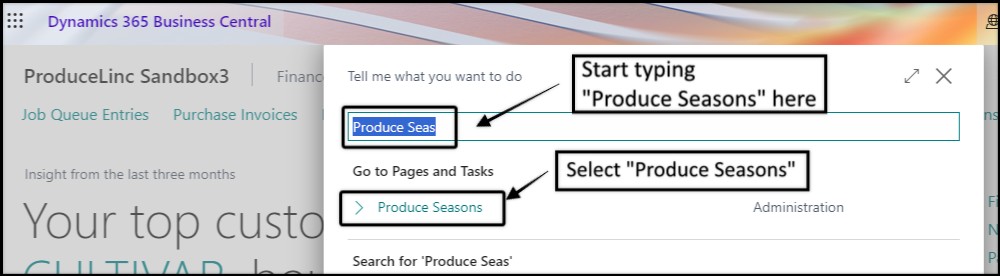 Dynamics 365 Business Central
ProduceLinc Sandbox3
Financ
Job Queue Entries
Purchase Invoices
Insight from the last three months
Your top custo
CULTIVAR
Tell me what you want to do
Start typing
"Produce Seasons" here
Produce Seas
Go to Pages and Tasks
Select "Produce Seasons"
Produce Seasons
Administration
Search for 'Produce Seas'